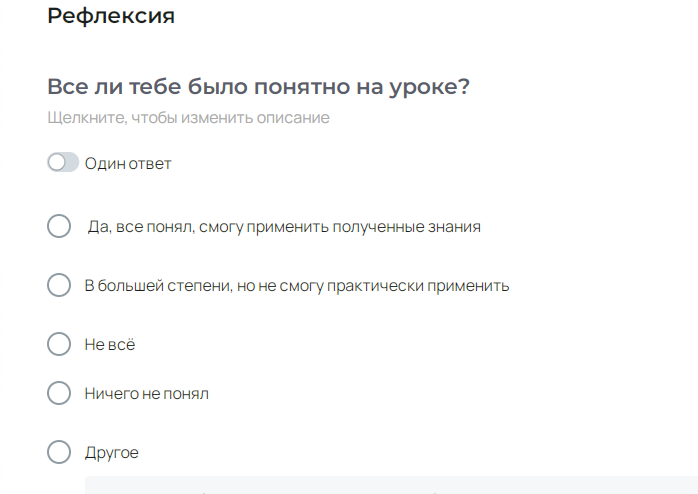 Рефлексия
Все ли тебе было понятно на уроке?
Щелкните, чтобы изменить описание
Один ответ
Да, все понял, смогу применить полученные знания
В большей степени, но не смогу практически применить
Не всё
Ничего не понял
Другое